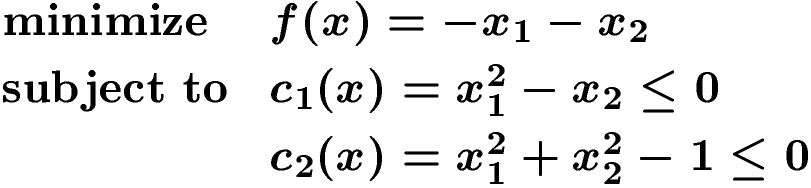 minimize f(x) = −x₁ − x₂
subject to c₁(x) = x₁² − x₂ ≤ 0
c₂(x) = x₁² + x₂² − 1 ≤ 0